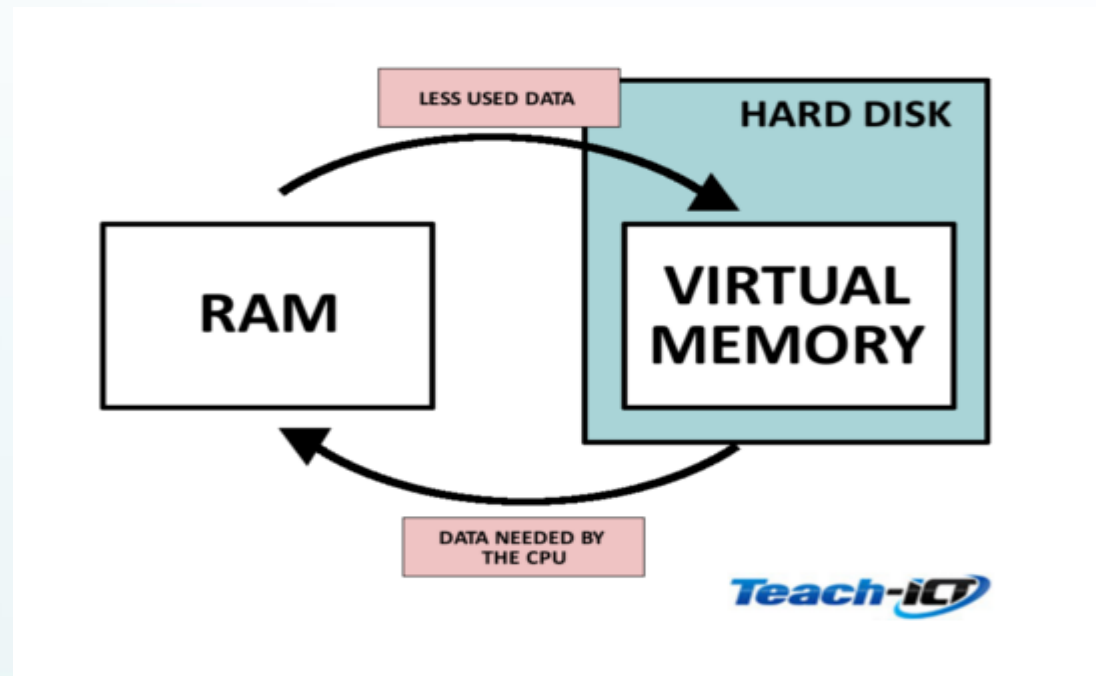 LESS USED DATA
HARD DISK
RAM
VIRTUAL
MEMORY
DATA NEEDED BY
THE CPU
Teach-iCT